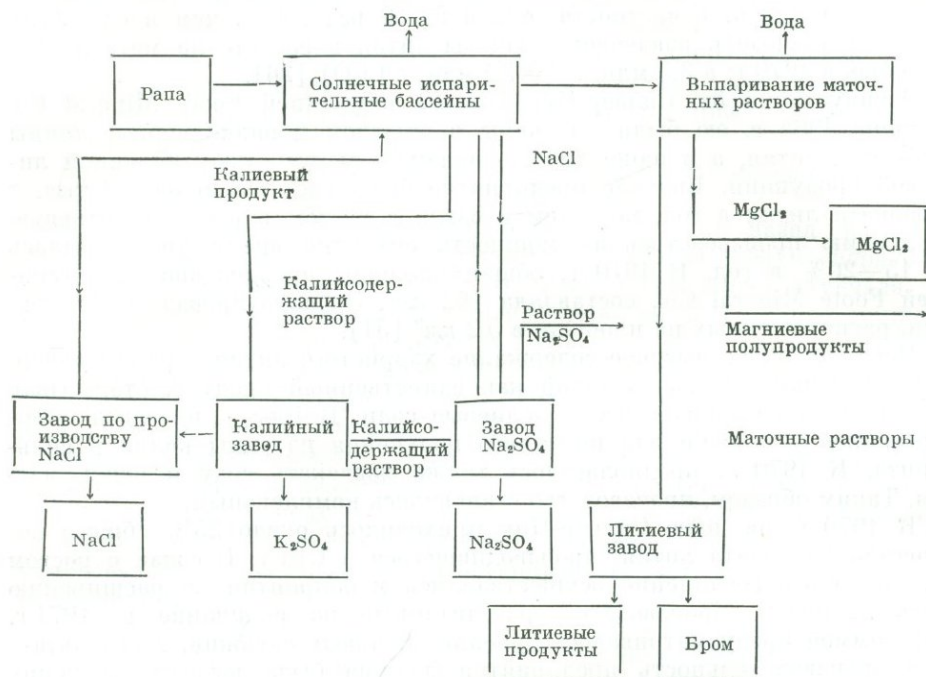 Вода
Вода
Рапа
Солнечные испари-
тельные бассейны
Выпаривание маточ-
ных растворов
Калиевый
продукт
NaCl
MgCl₂
MgCl₂
Калийсодер-
жащий
раствор
Раствор
Na₂SO₄
Магниевые
полупродукты
Завод по про-
изводству
NaCl
Калийный
завод
Калийсо-
держащий
раствор
Завод
Na₂SO₄
Маточные растворы
NaCl
K₂SO₄
Na₂SO₄
Литиевый
завод
Литиевые
продукты
Бром